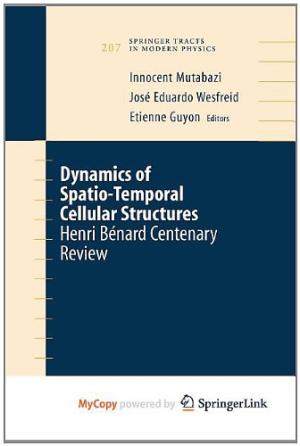 207 SPRINGER TRACTS
IN MODERN PHYSICS
Innocent Mutabazi
José Eduardo Wesfreid
Etienne Guyon Editors
Dynamics of
Spatio-Temporal
Cellular Structures
Henri Bénard Centenary
Review
MyCopy powered by SpringerLink